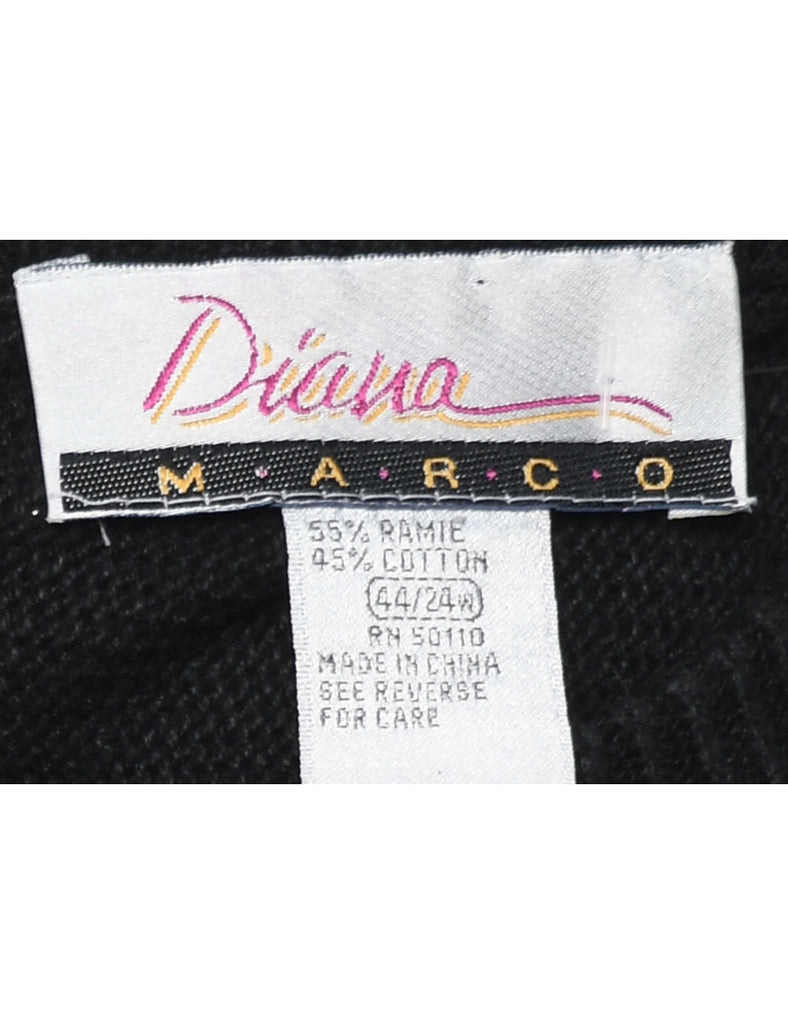 Diana
M·A·R·C·O
55% RAMIE
45% COTTON
44/24W
RN 50110
MADE IN CHINA
SEE REVERSE
FOR CARE